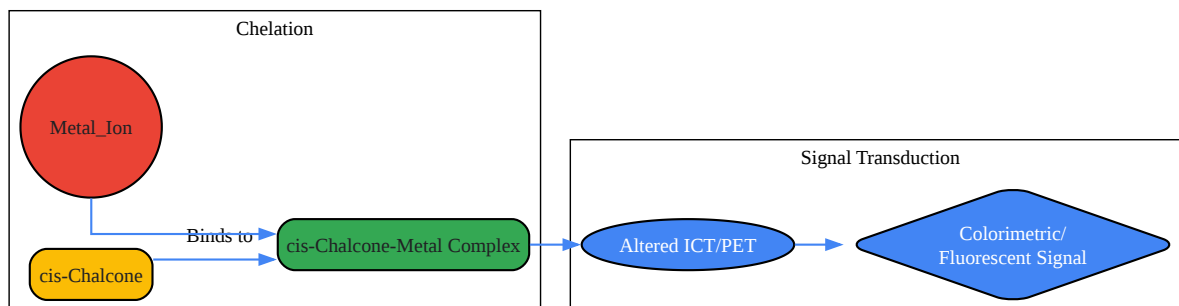 Chelation
Metal_Ion
Binds to
cis-Chalcone
cis-Chalcone-Metal Complex
Signal Transduction
Altered ICT/PET
Colorimetric/
Fluorescent Signal